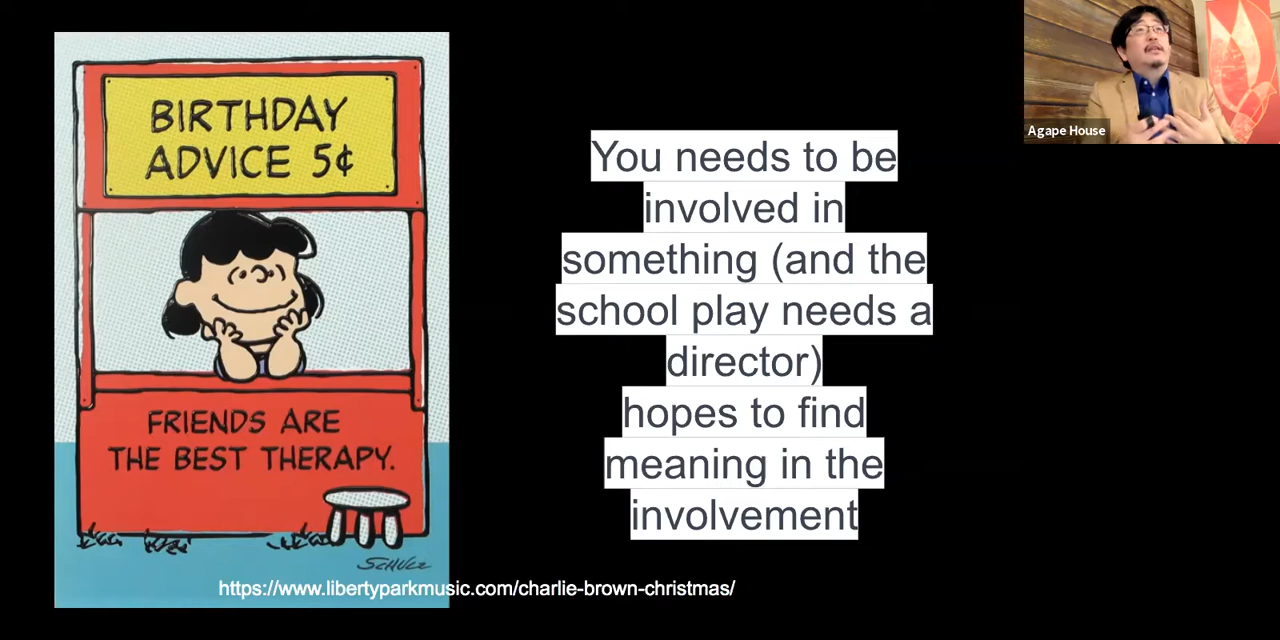 BIRTHDAY
ADVICE 5¢
FRIENDS ARE
THE BEST THERAPY.
SCHULZ
You needs to be
involved in
something (and the
school play needs a
director)
hopes to find
meaning in the
involvement
https://www.libertyparkmusic.com/charlie-brown-christmas/
Agape House